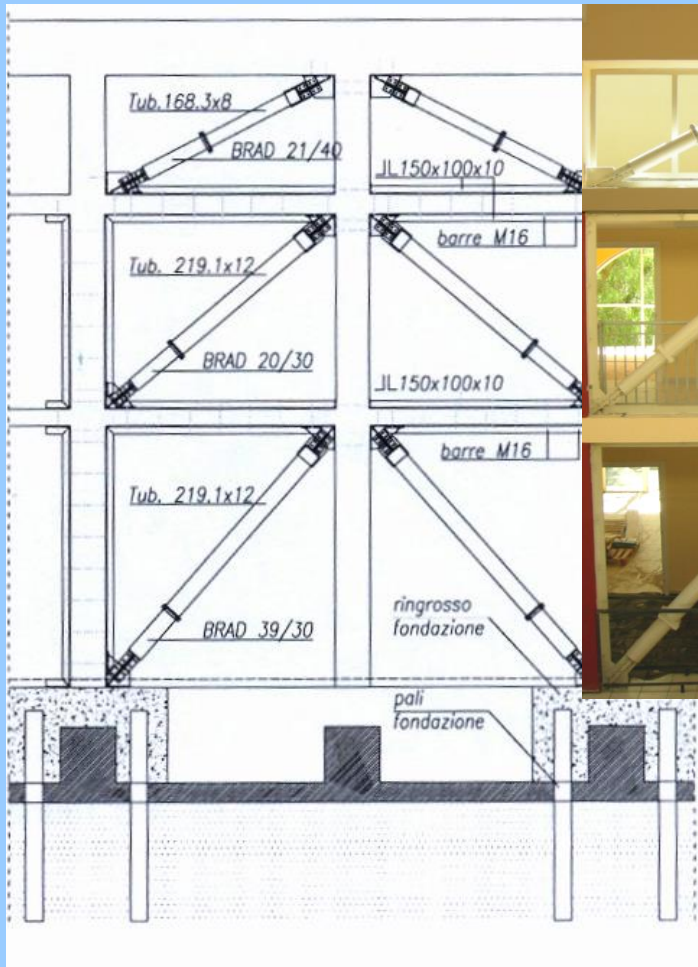 Tub.168.3x8
BRAD 21/40
JL150x100x10
barre M16
Tub. 219.1x12
BRAD 20/30
JL150x100x10
barre M16
Tub. 219.1x12
ringrosso
fondazione
BRAD 39/30
pali
fondazione